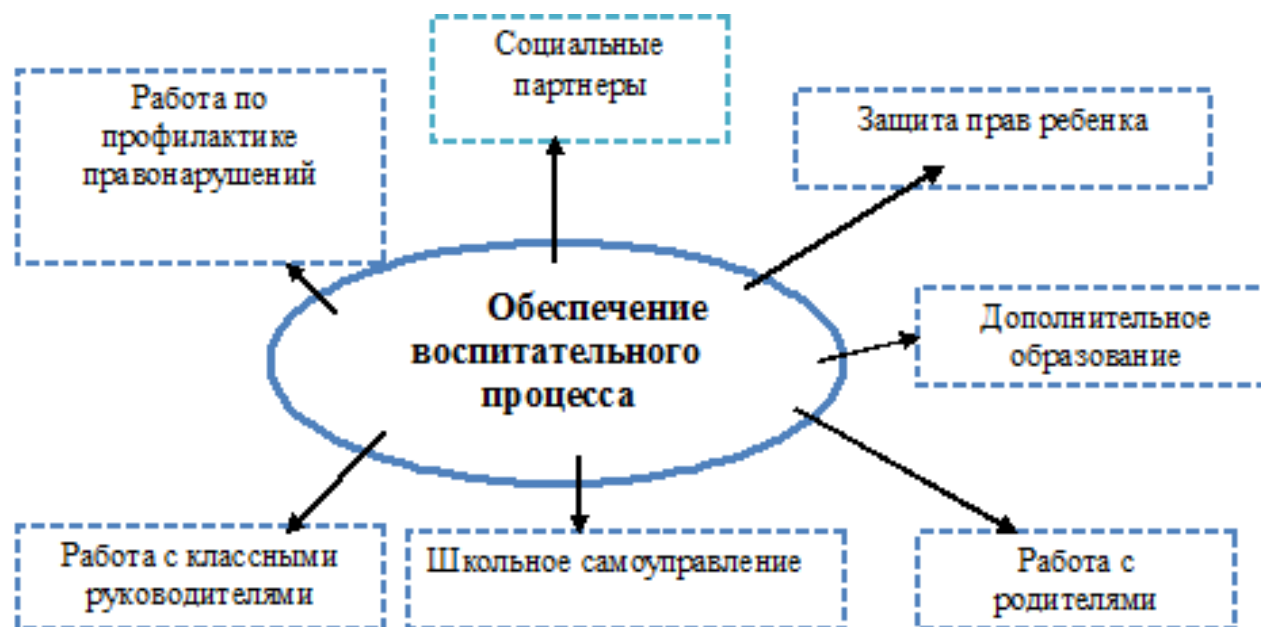 Социальные
партнеры
Работа по
профилактике
правонарушений
Защита прав ребенка
Обеспечение
воспитательного
процесса
Дополнительное
образование
Работа с классными
руководителями
Школьное самоуправление
Работа с
родителями